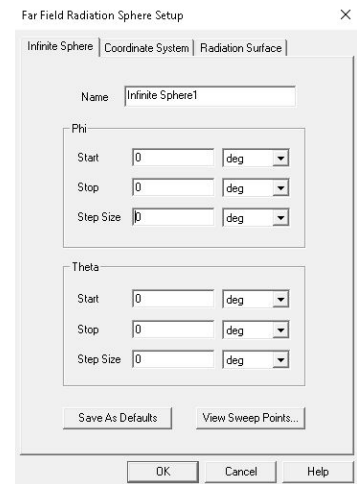 Far Field Radiation Sphere Setup
Infinite Sphere Coordinate System Radiation Surface
Name Infinite Sphere1
Phi
Start 0 deg
Stop 0 deg
Step Size 0 deg
Theta
Start 0 deg
Stop 0 deg
Step Size 0 deg
Save As Defaults View Sweep Points...
OK Cancel Help